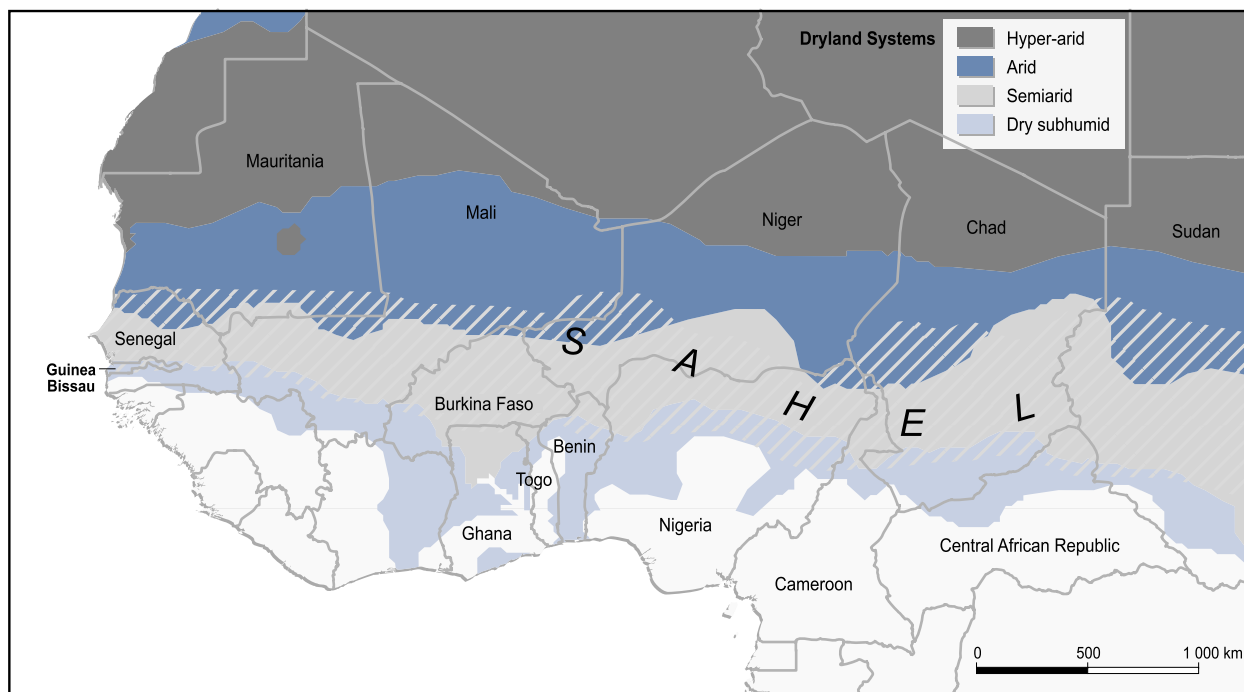 Dryland Systems
Hyper-arid
Arid
Semiarid
Dry subhumid
Mauritania
Mali
Niger
Chad
Sudan
Senegal
Guinea
Bissau
S A H E L
Burkina Faso
Benin
Togo
Ghana
Nigeria
Central African Republic
Cameroon
0 500 1 000 km